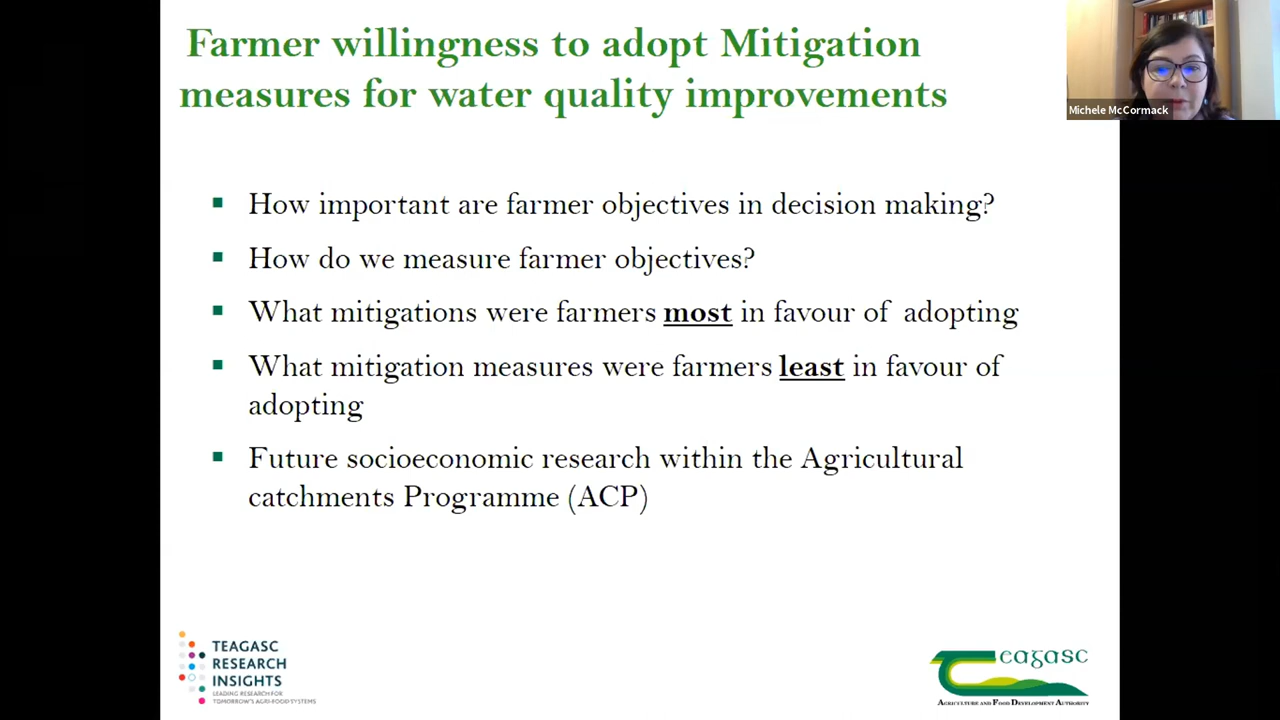 Farmer willingness to adopt Mitigation
measures for water quality improvements
Michele McCormack
How important are farmer objectives in decision making?
How do we measure farmer objectives?
What mitigations were farmers most in favour of adopting
What mitigation measures were farmers least in favour of
adopting
Future socioeconomic research within the Agricultural
catchments Programme (ACP)
TEAGASC
RESEARCH
INSIGHTS
LEADING RESEARCH FOR
TOMORROW'S AGRI-FOOD SYSTEMS
eagasc
AGRICULTURE AND FOOD DEVELOPMENT AUTHORITY